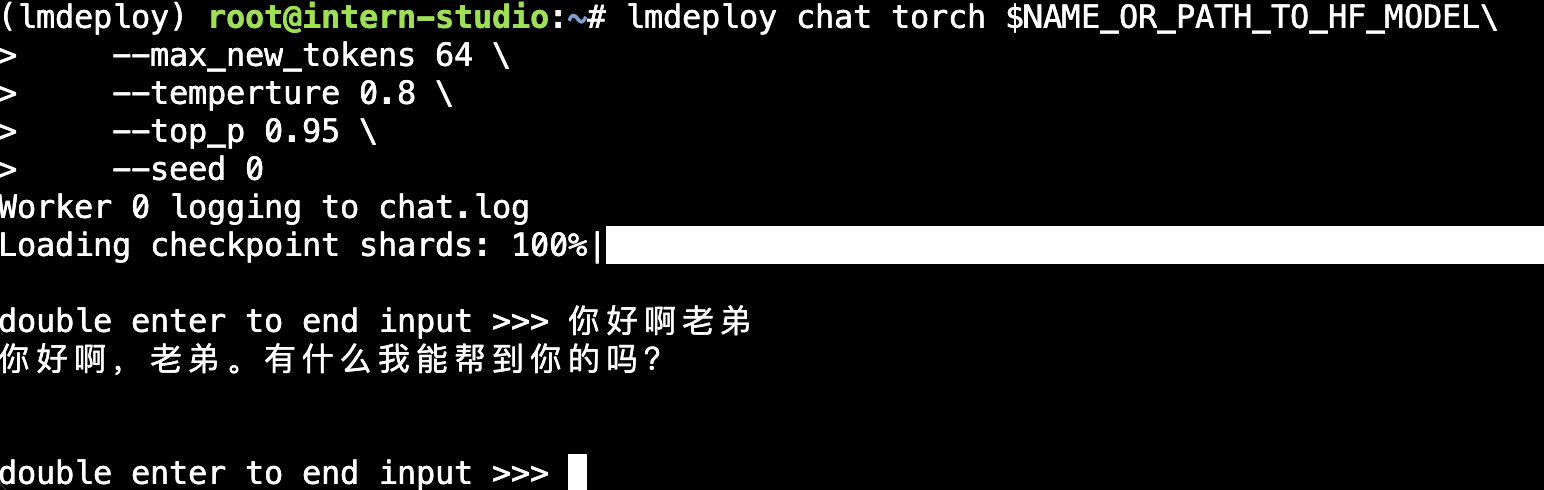 (lmdeploy) root@intern-studio:~# lmdeploy chat torch $NAME_OR_PATH_TO_HF_MODEL\
>     --max_new_tokens 64 \
>     --temperture 0.8 \
>     --top_p 0.95 \
>     --seed 0
Worker 0 logging to chat.log
Loading checkpoint shards: 100%|
double enter to end input >>> 你好啊老弟
你好啊，老弟。有什么我能帮到你的吗？
double enter to end input >>>